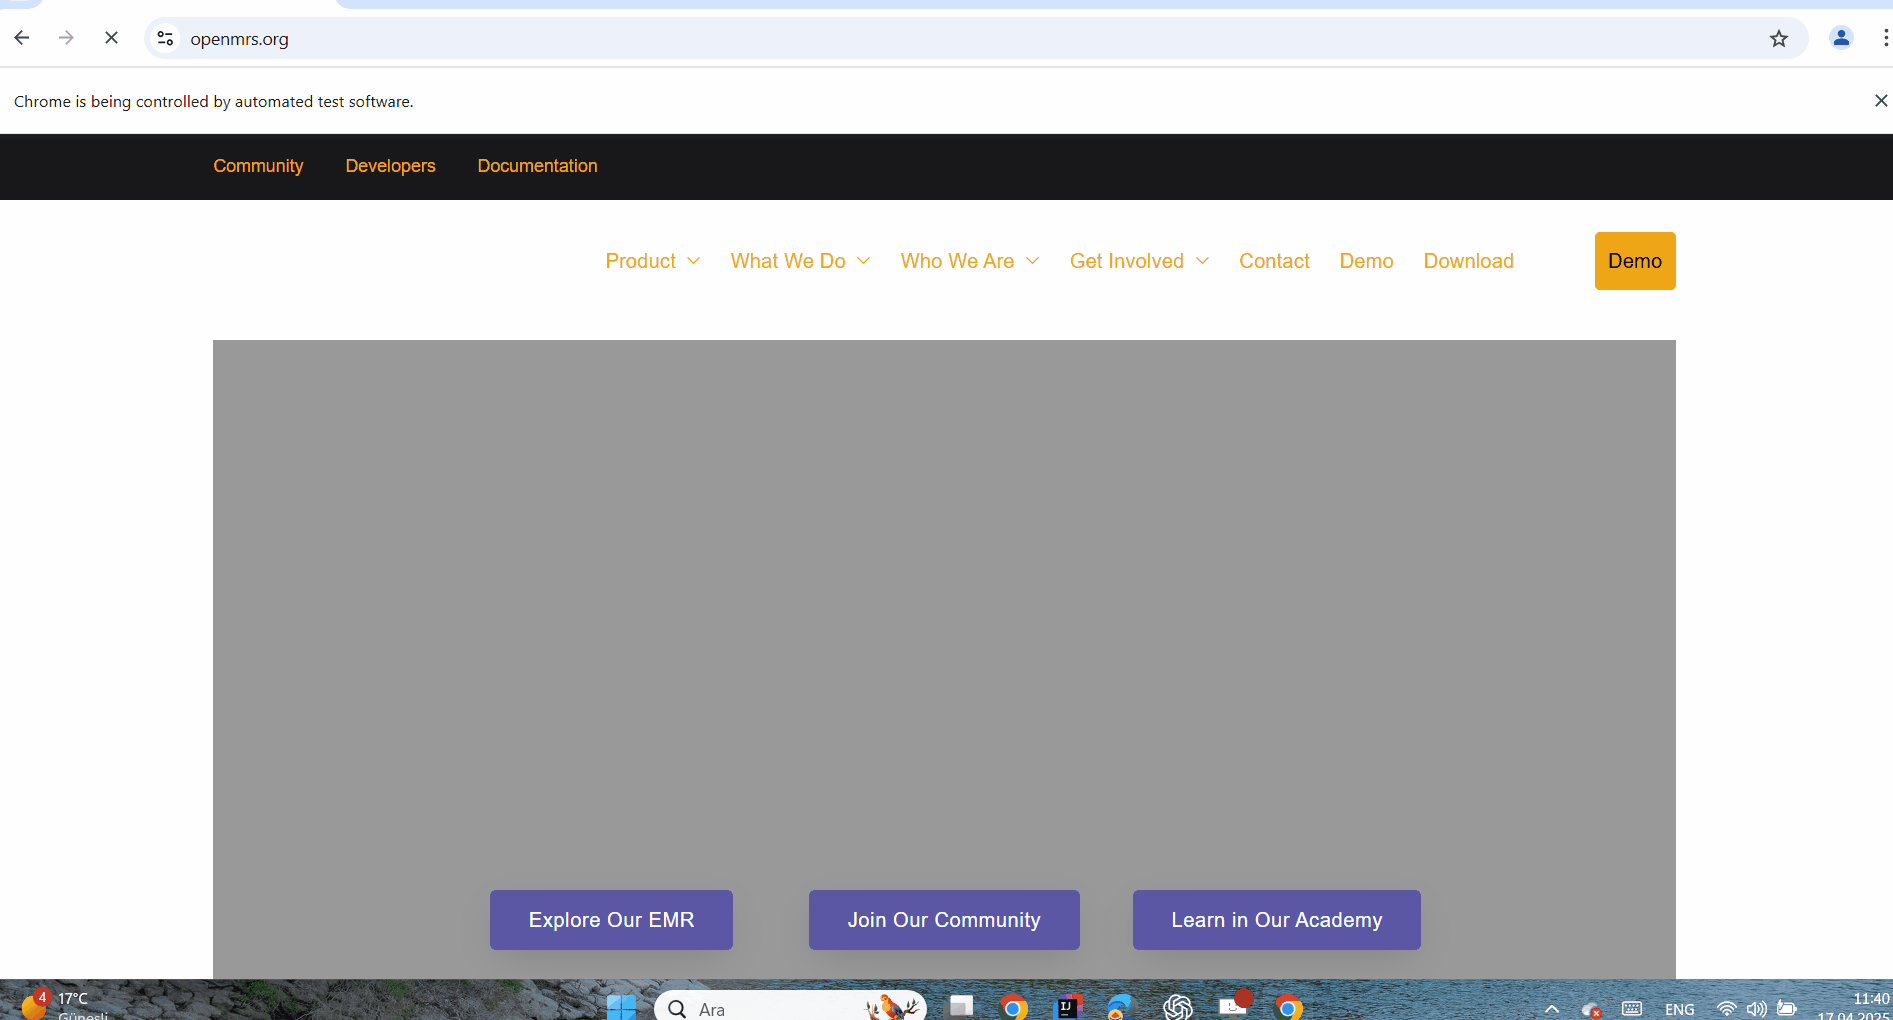 openmrs.org
Chrome is being controlled by automated test software.
Community Developers Documentation
Product What We Do Who We Are Get Involved Contact Demo Download Demo
Explore Our EMR Join Our Community Learn in Our Academy
4 17°C
Güneşli
Ara
ENG
11:40
17.04.2025